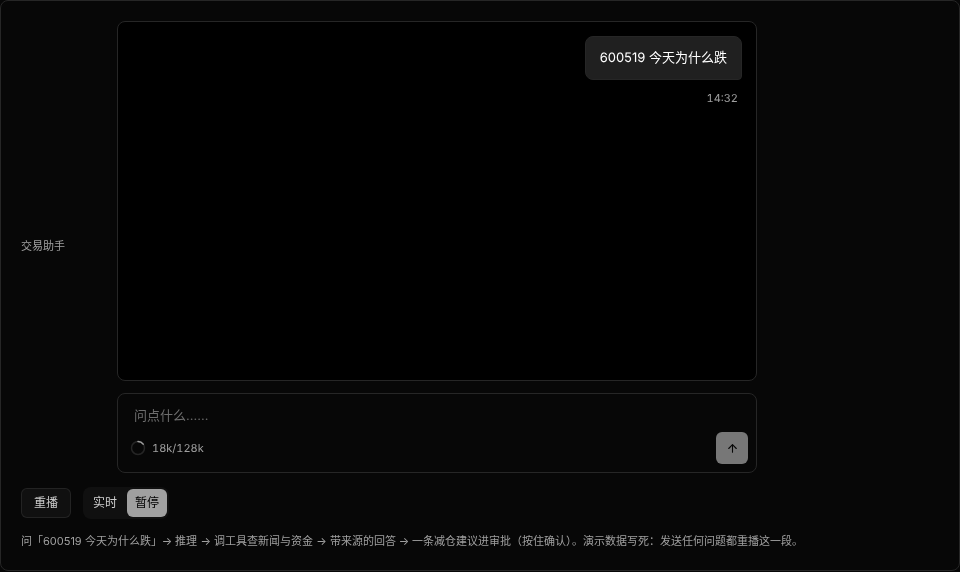 600519 今天为什么跌
14:32
交易助手
问点什么……
18k/128k
重播
实时
暂停
问「600519 今天为什么跌」→ 推理 → 调工具查新闻与资金 → 带来源的回答 → 一条减仓建议进审批（按住确认）。演示数据写死：发送任何问题都重播这一段。